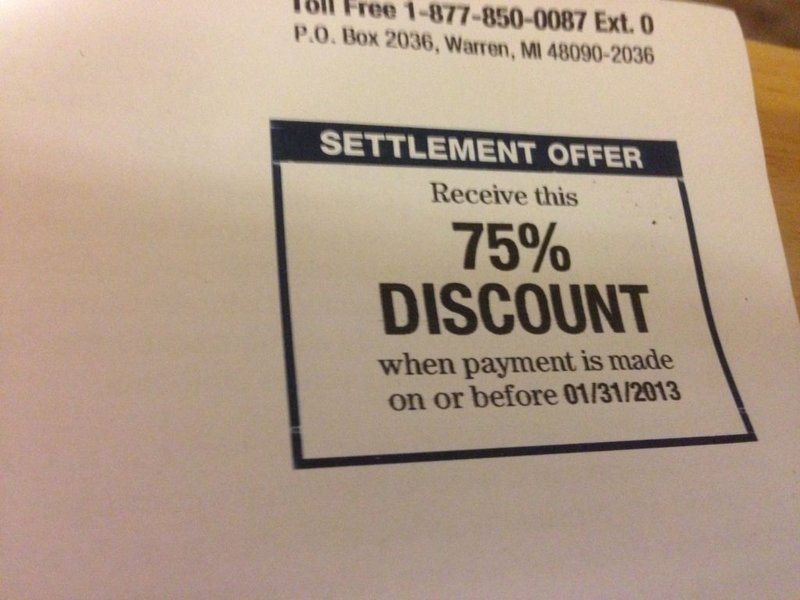 Toll Free 1-877-850-0087 Ext. 0
P.O. Box 2036, Warren, MI 48090-2036
SETTLEMENT OFFER
Receive this
75%
DISCOUNT
when payment is made
on or before 01/31/2013